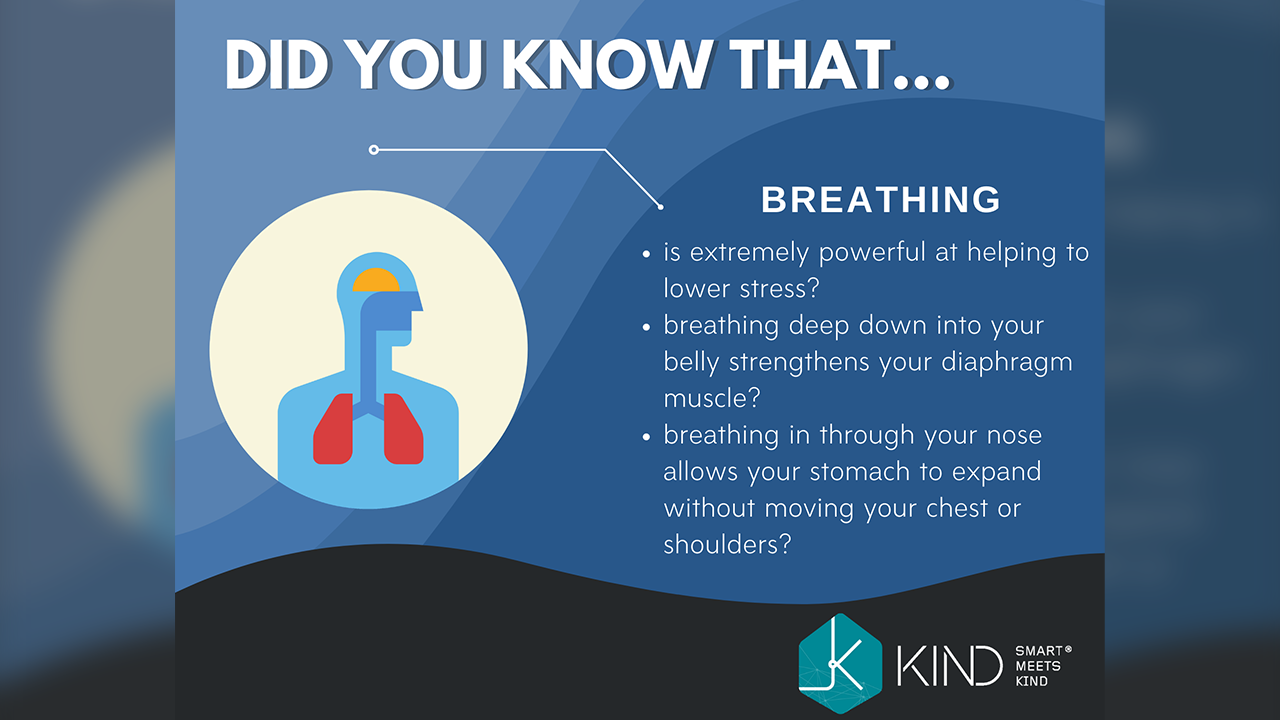 DID YOU KNOW THAT...
BREATHING
• is extremely powerful at helping to
lower stress?
• breathing deep down into your
belly strengthens your diaphragm
muscle?
• breathing in through your nose
allows your stomach to expand
without moving your chest or
shoulders?
KIND
SMART®
MEETS
KIND